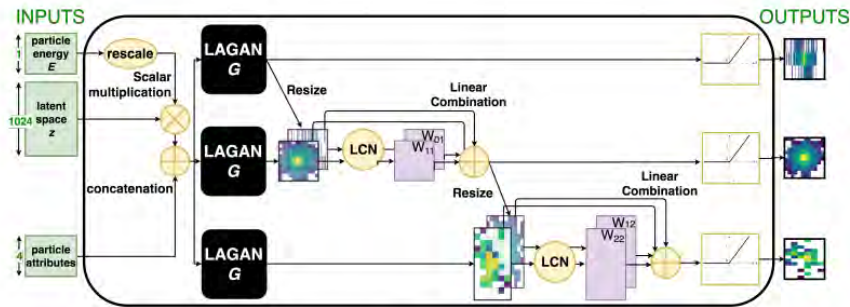 INPUTS
OUTPUTS
particle
energy
E
1
rescale
Scalar
multiplication
latent
space
z
1024
concatenation
particle
attributes
4
LAGAN
G
Resize
LAGAN
G
LCN
W01
W11
Linear
Combination
Resize
LAGAN
G
LCN
W12
W22
Linear
Combination